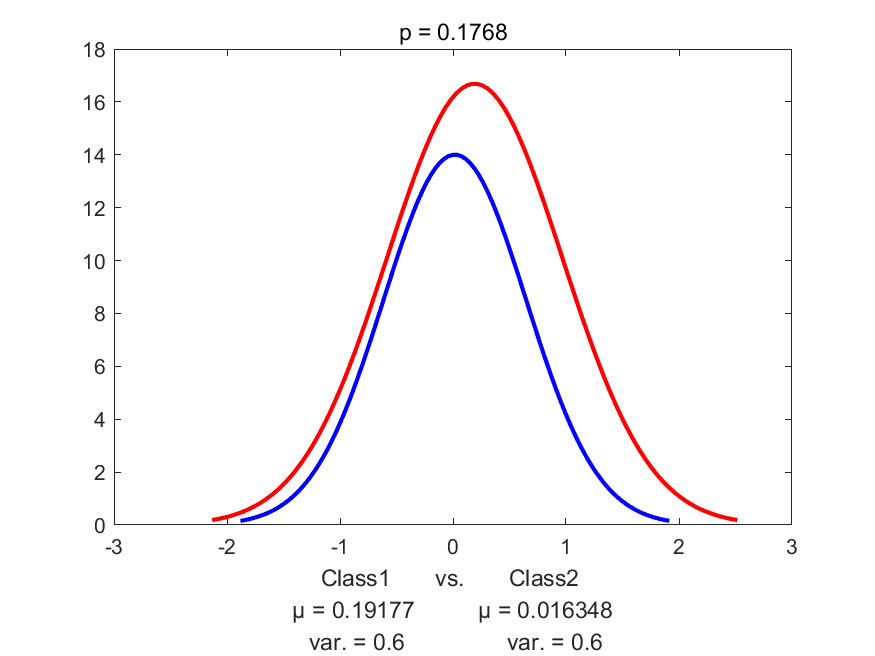 p = 0.1768
18
16
14
12
10
8
6
4
2
0
-3 -2 -1 0 1 2 3
Class1 vs. Class2
μ = 0.19177 μ = 0.016348
var. = 0.6 var. = 0.6